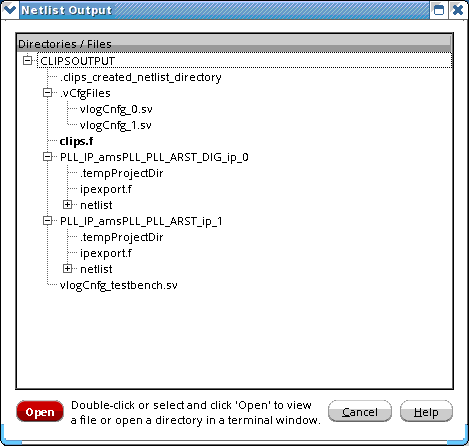 Netlist Output
Directories / Files
CLIPSOUTPUT
.clips_created_netlist_directory
.vCfgFiles
vlogCnfg_0.sv
vlogCnfg_1.sv
clips.f
PLL_IP_amsPLL_PLL_ARST_DIG_ip_0
.tempProjectDir
ipexport.f
netlist
PLL_IP_amsPLL_PLL_ARST_ip_1
.tempProjectDir
ipexport.f
netlist
vlogCnfg_testbench.sv
Open
Double-click or select and click 'Open' to view
a file or open a directory in a terminal window.
Cancel
Help